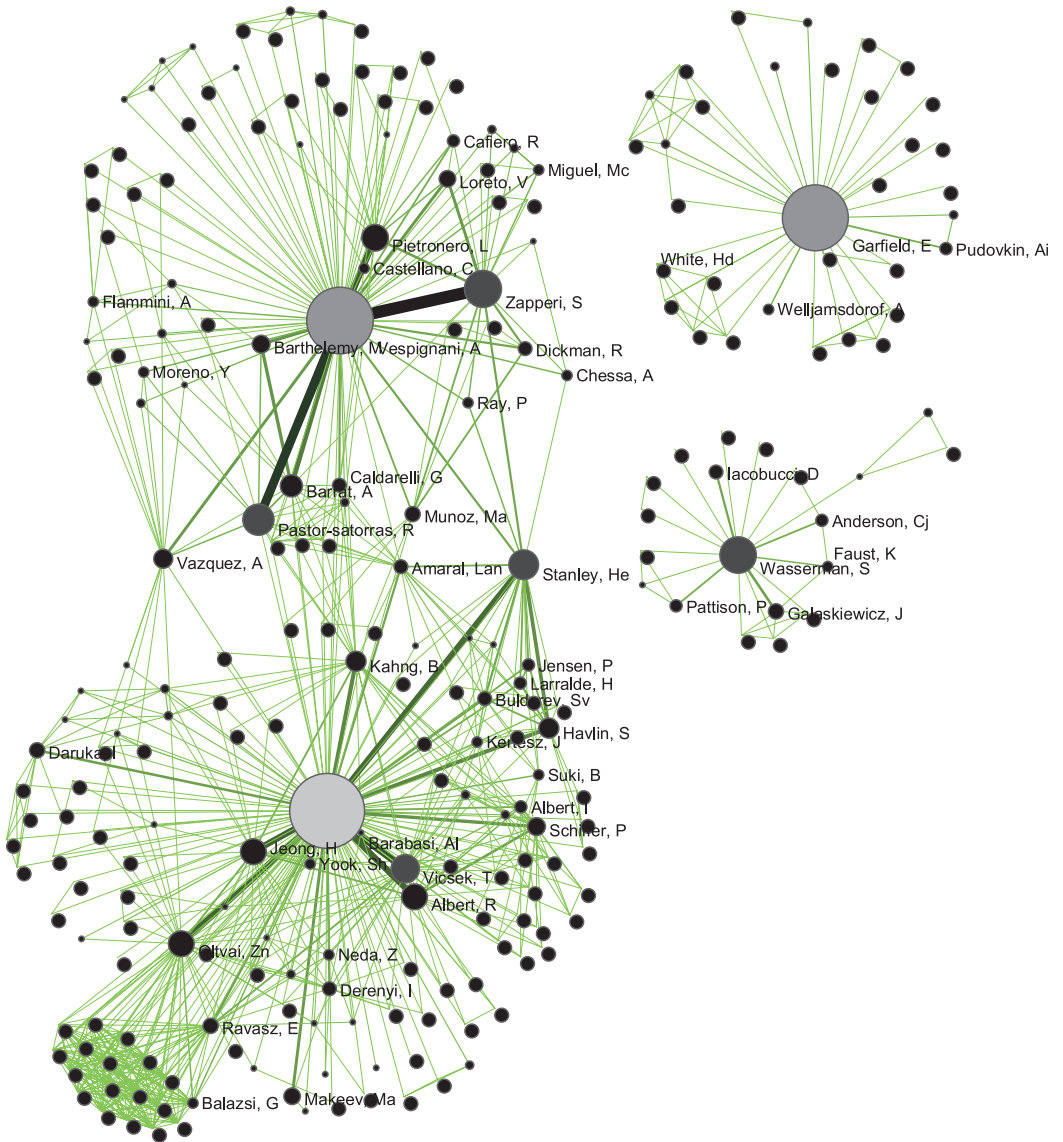 Cafiero, R
Miguel, Mc
Loreto, V
Pietronero, L
Castellano, C
Garfield, E
Pudovkin, Ai
White, Hd
Flammini, A
Zapperi, S
Welljamsdorof, A
Barthelemy, M
Vespignani, A
Dickman, R
Moreno, Y
Chessa, A
Ray, P
Caldarelli, G
Iacobucci, D
Barrat, A
Munoz, Ma
Anderson, Cj
Pastor-satorras, R
Vazquez, A
Amaral, Lan
Stanley, He
Faust, K
Wasserman, S
Pattison, P
Galaskiewicz, J
Kahng, B
Jensen, P
Larralde, H
Buldyrev, Sv
Havlin, S
Kertesz, J
Daruka, I
Suki, B
Albert, I
Schiffer, P
Barabasi, Al
Jeong, H
Yook, Sh
Vicsek, T
Albert, R
Oltvai, Zn
Neda, Z
Derenyi, I
Ravasz, E
Balazsi, G
Makeev, Ma